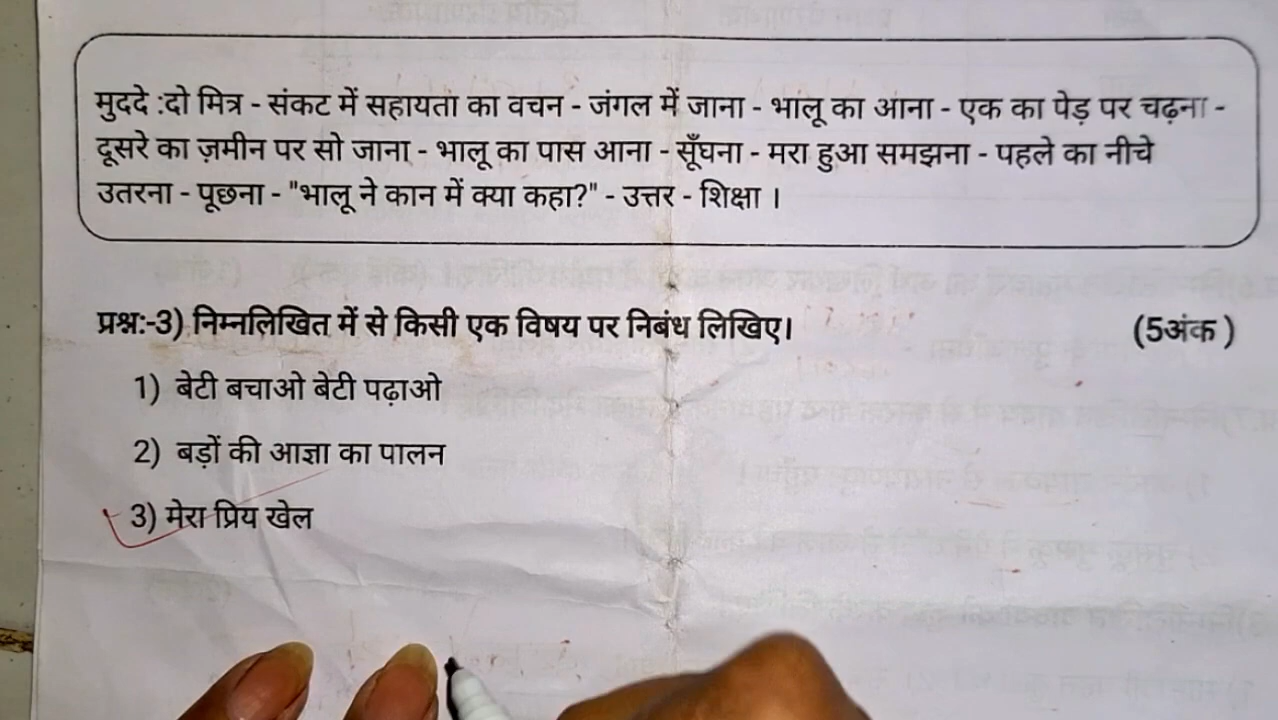 मुददे :दो मित्र - संकट में सहायता का वचन - जंगल में जाना - भालू का आना - एक का पेड़ पर चढ़ना -
दूसरे का ज़मीन पर सो जाना - भालू का पास आना - सूँघना - मरा हुआ समझना - पहले का नीचे
उतरना - पूछना - "भालू ने कान में क्या कहा?" - उत्तर - शिक्षा ।
प्रश्न:-3) निम्नलिखित में से किसी एक विषय पर निबंध लिखिए। (5अंक )
1) बेटी बचाओ बेटी पढ़ाओ
2) बड़ों की आज्ञा का पालन
3) मेरा प्रिय खेल